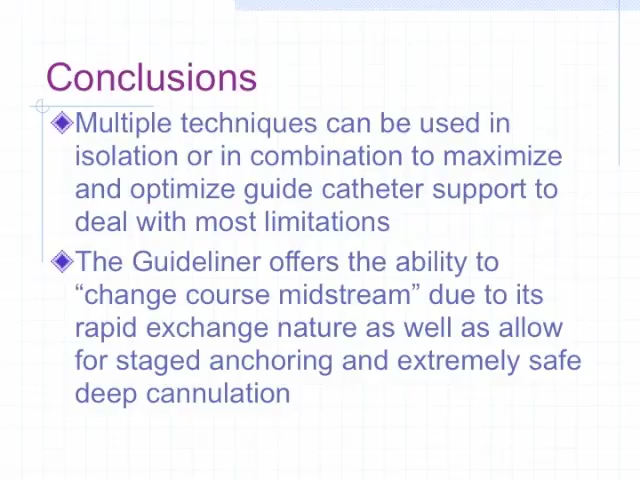 Conclusions
Multiple techniques can be used in
isolation or in combination to maximize
and optimize guide catheter support to
deal with most limitations
The Guideliner offers the ability to
“change course midstream” due to its
rapid exchange nature as well as allow
for staged anchoring and extremely safe
deep cannulation